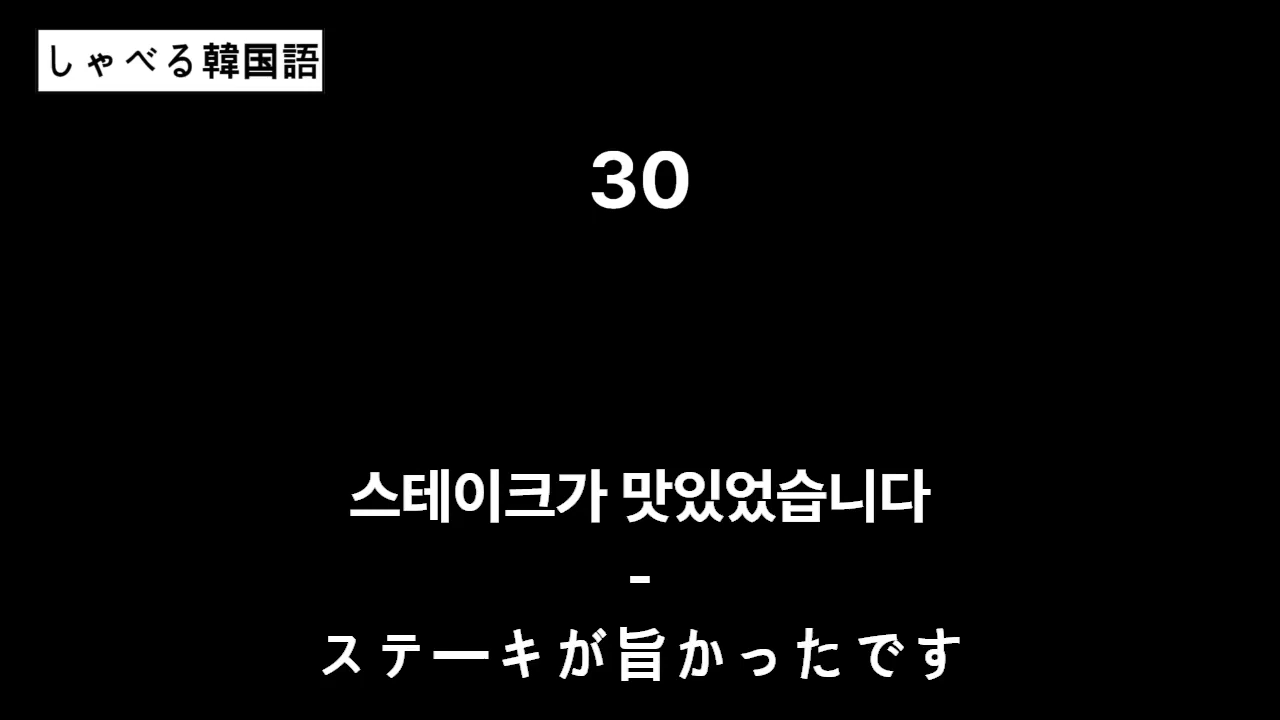 しゃべる韓国語
30
스테이크가 맛있었습니다
-
ステーキが旨かったです